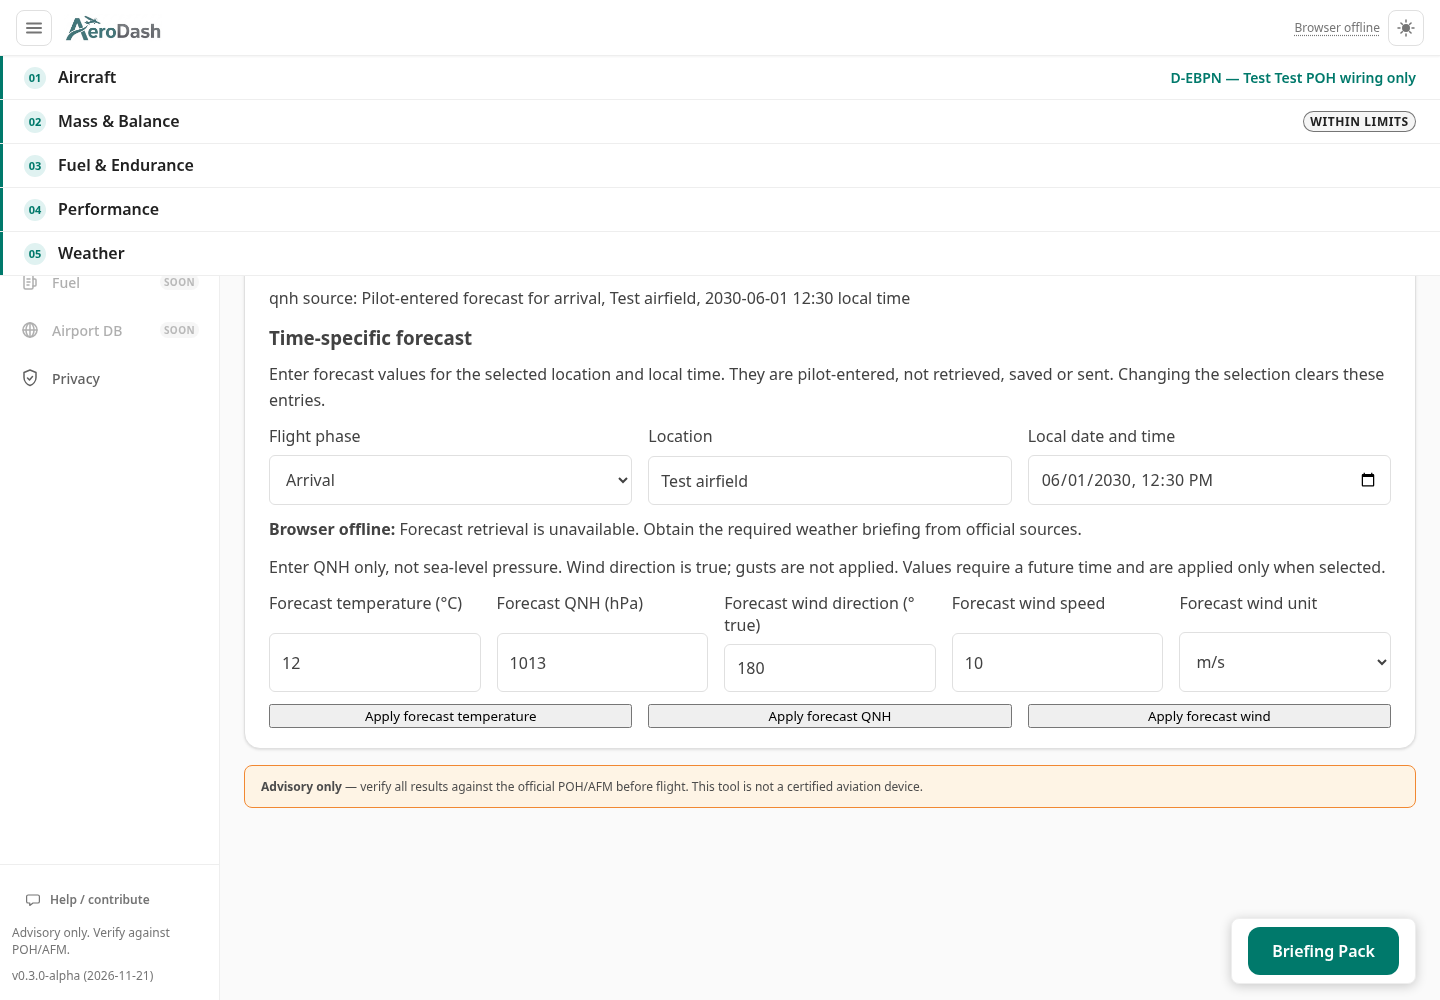 AeroDash
Browser offline
01 Aircraft
D-EBPN — Test Test POH wiring only
02 Mass & Balance
WITHIN LIMITS
03 Fuel & Endurance
04 Performance
05 Weather
Fuel SOON
Airport DB SOON
Privacy
qnh source: Pilot-entered forecast for arrival, Test airfield, 2030-06-01 12:30 local time
Time-specific forecast
Enter forecast values for the selected location and local time. They are pilot-entered, not retrieved, saved or sent. Changing the selection clears these
entries.
Flight phase
Location
Local date and time
Arrival
Test airfield
06/01/2030, 12:30 PM
Browser offline: Forecast retrieval is unavailable. Obtain the required weather briefing from official sources.
Enter QNH only, not sea-level pressure. Wind direction is true; gusts are not applied. Values require a future time and are applied only when selected.
Forecast temperature (°C)
Forecast QNH (hPa)
Forecast wind direction (°
true)
Forecast wind speed
Forecast wind unit
12
1013
180
10
m/s
Apply forecast temperature
Apply forecast QNH
Apply forecast wind
Advisory only — verify all results against the official POH/AFM before flight. This tool is not a certified aviation device.
Help / contribute
Advisory only. Verify against
POH/AFM.
v0.3.0-alpha (2026-11-21)
Briefing Pack